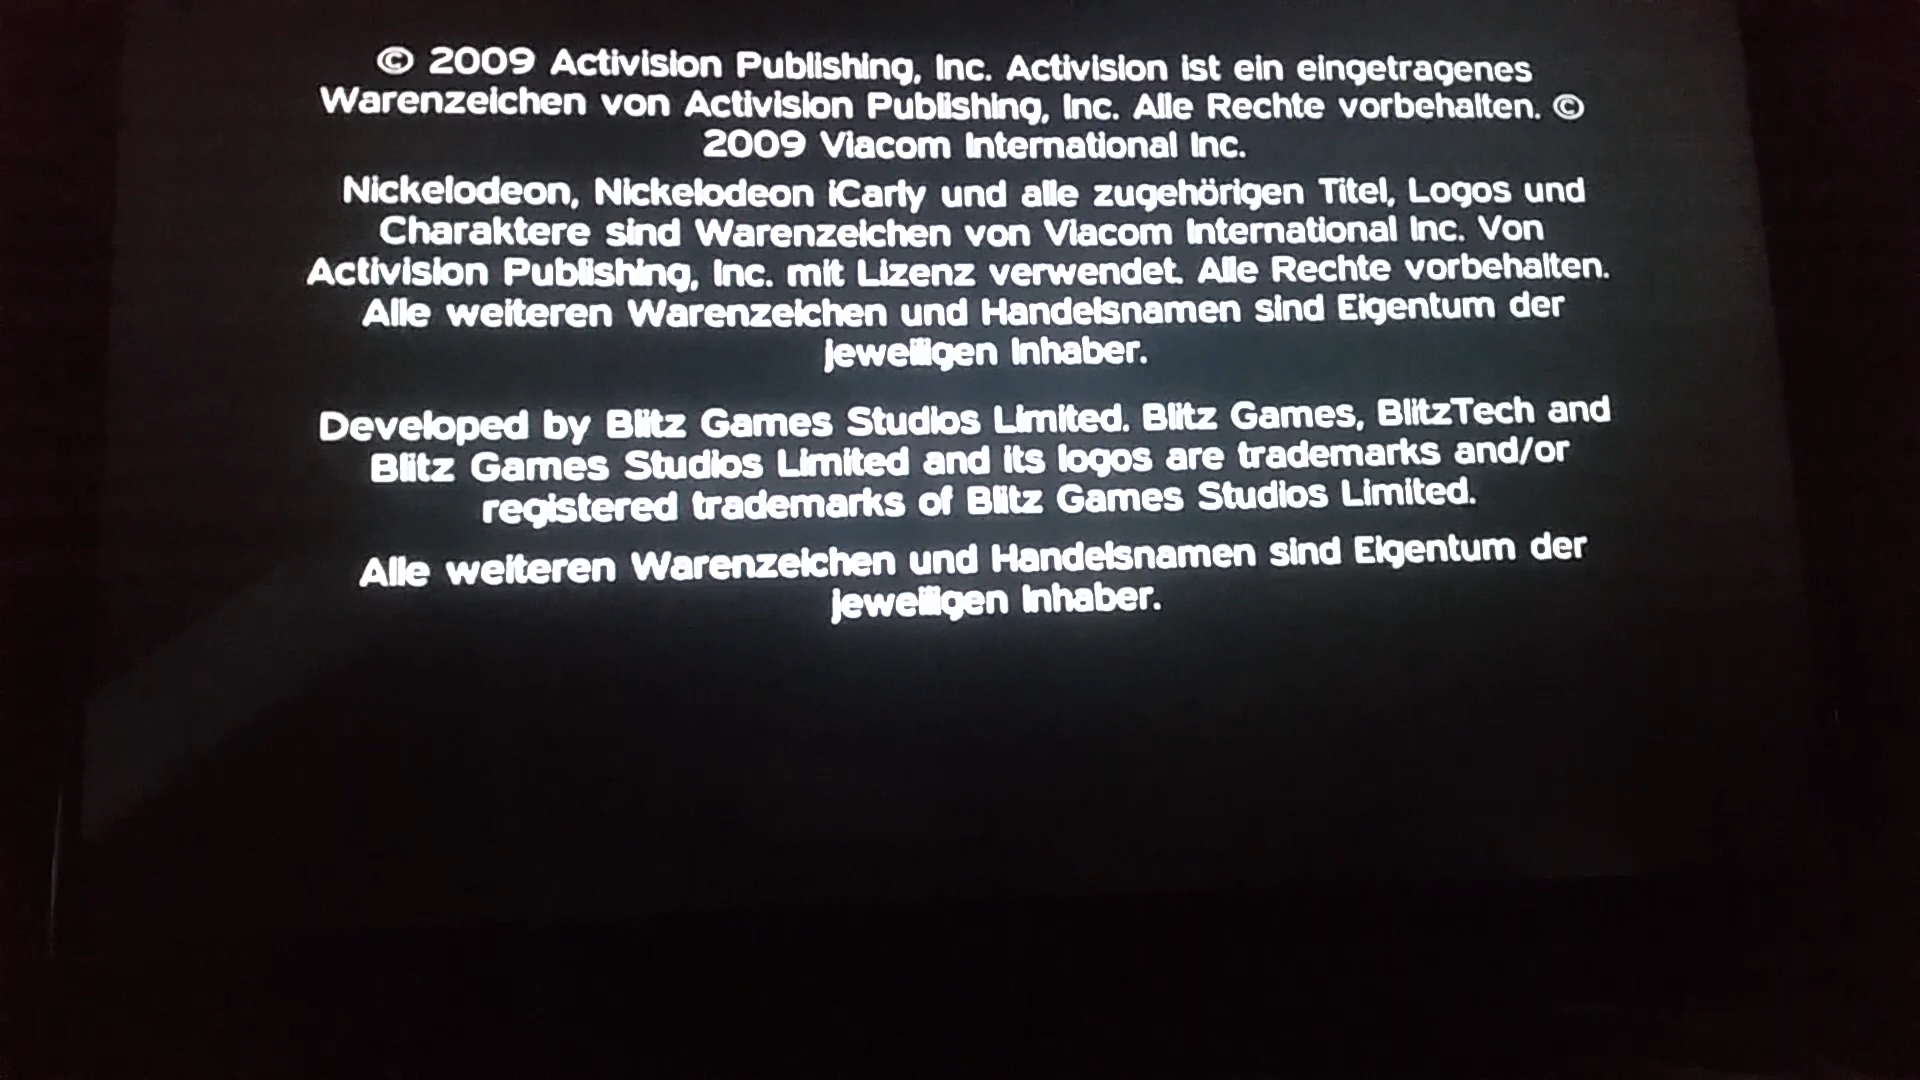 © 2009 Activision Publishing, Inc. Activision ist ein eingetragenes
Warenzeichen von Activision Publishing, Inc. Alle Rechte vorbehalten. ©
2009 Viacom International Inc.
Nickelodeon, Nickelodeon iCarly und alle zugehörigen Titel, Logos und
Charaktere sind Warenzeichen von Viacom International Inc. Von
Activision Publishing, Inc. mit Lizenz verwendet. Alle Rechte vorbehalten.
Alle weiteren Warenzeichen und Handelsnamen sind Eigentum der
jeweiligen Inhaber.
Developed by Blitz Games Studios Limited. Blitz Games, BlitzTech and
Blitz Games Studios Limited and its logos are trademarks and/or
registered trademarks of Blitz Games Studios Limited.
Alle weiteren Warenzeichen und Handelsnamen sind Eigentum der
jeweiligen Inhaber.